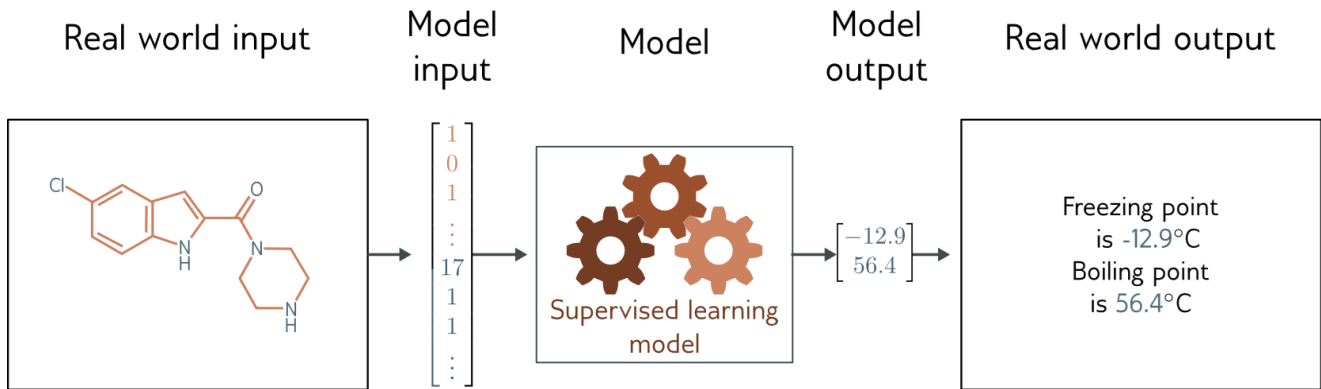 Real world input
Model
input
Model
Model
output
Real world output
Cl
O
N
H
N
N
H
1
0
1
⋮
17
1
1
⋮
Supervised learning
model
-12.9
56.4
Freezing point
is -12.9°C
Boiling point
is 56.4°C